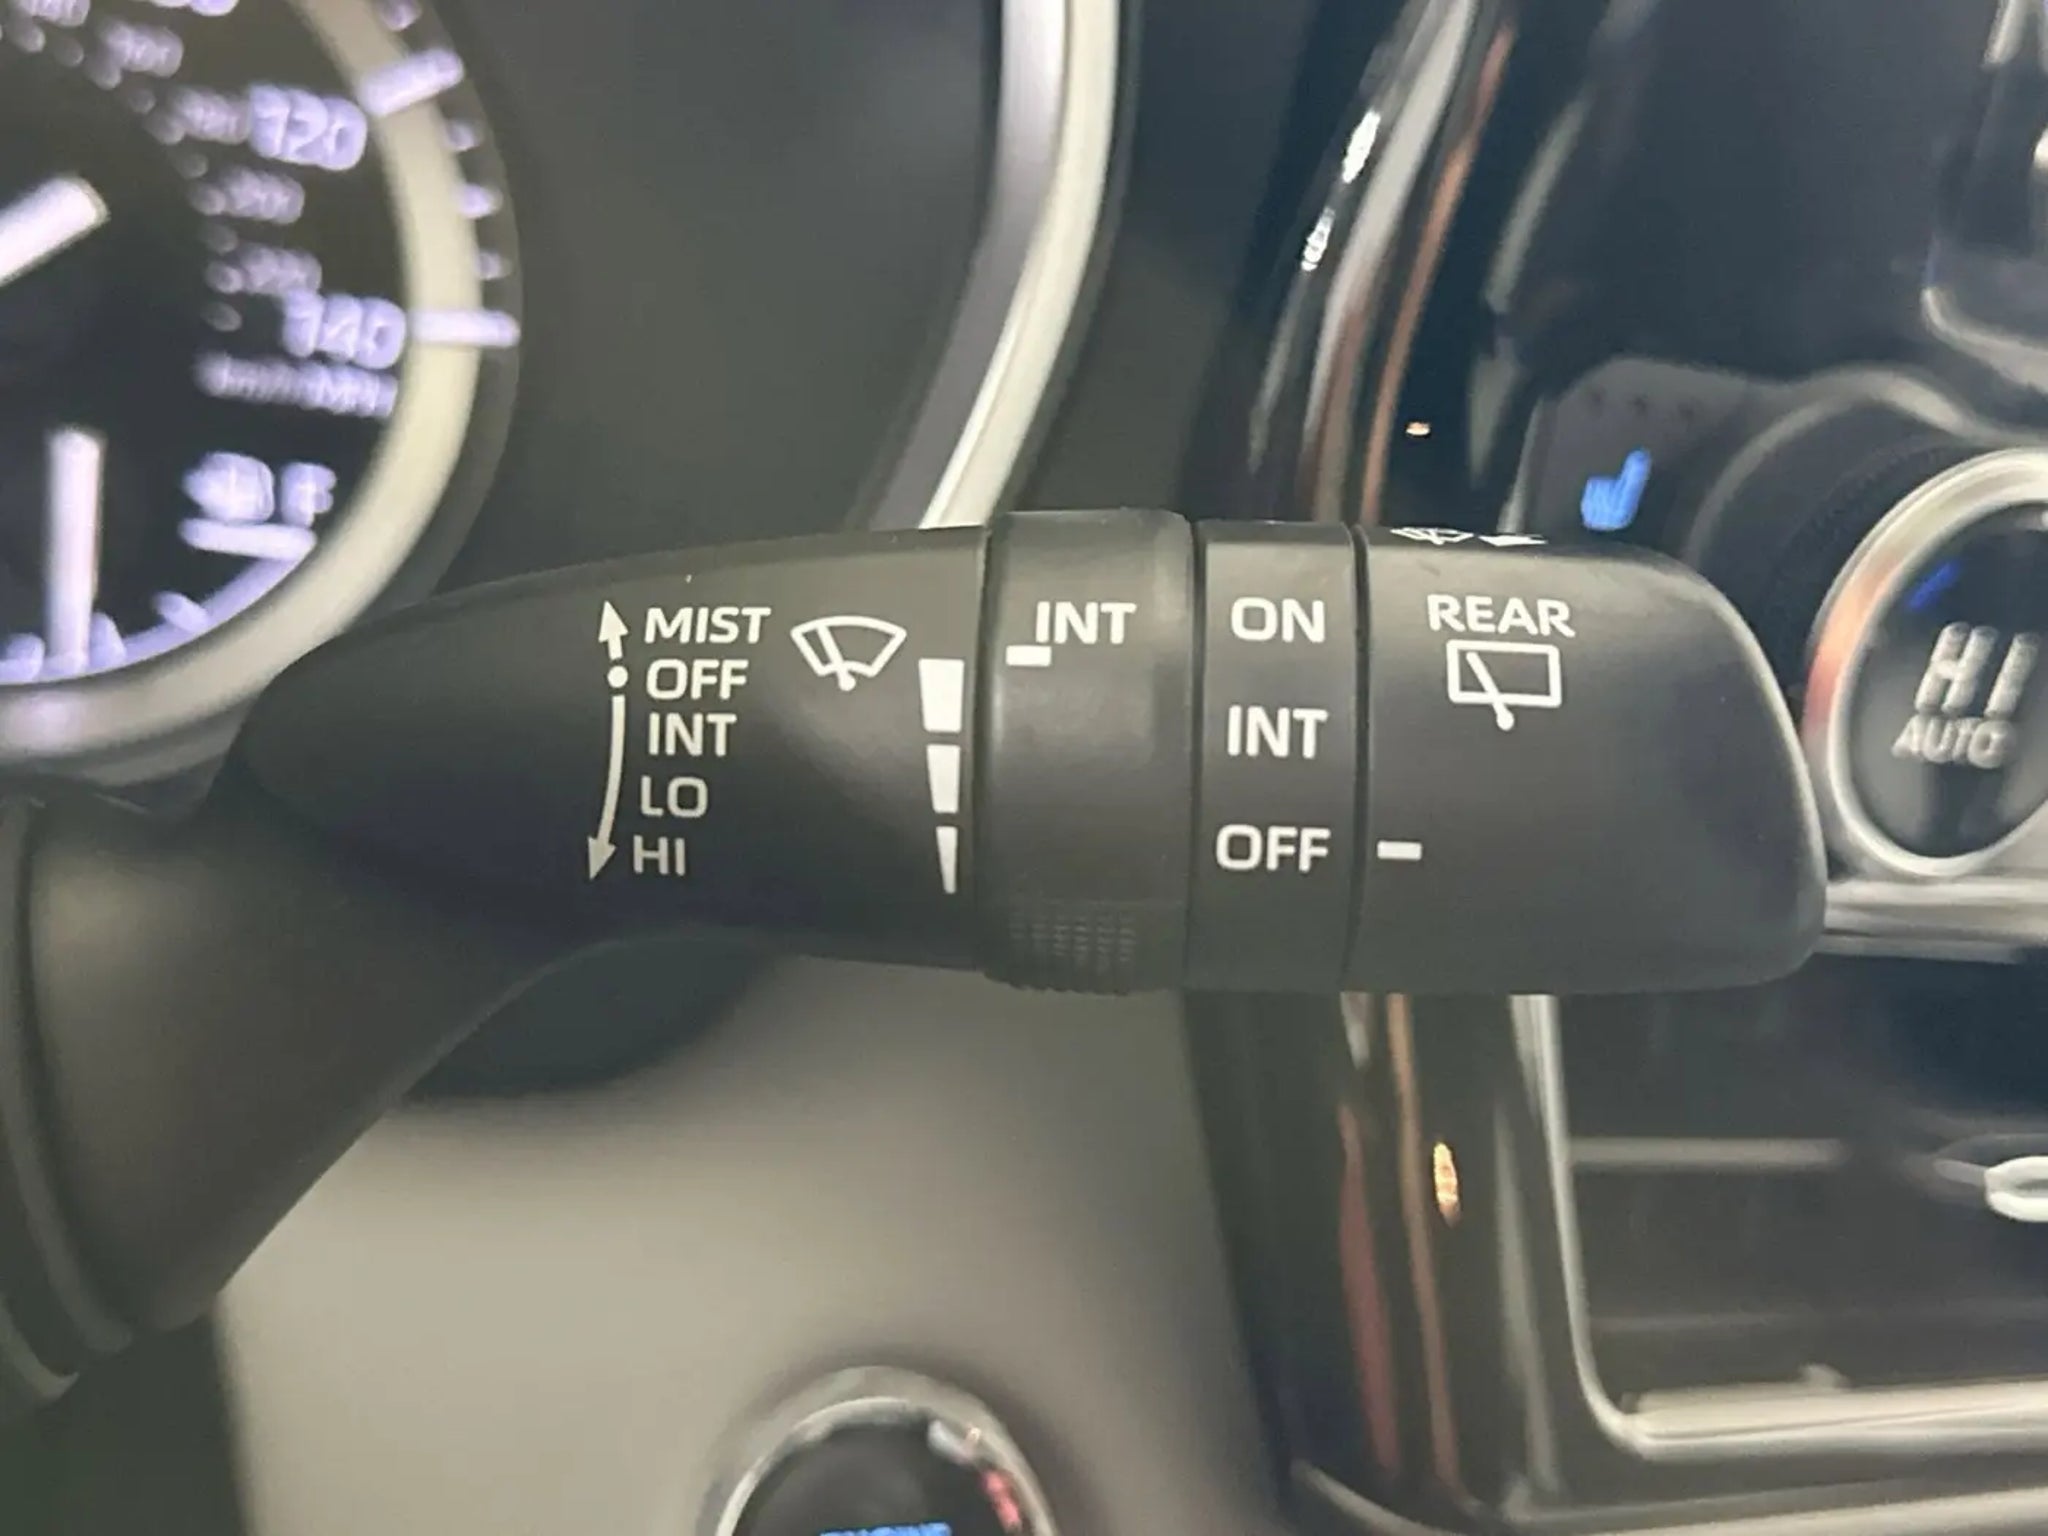 120
140
MIST
OFF
INT
LO
HI
INT
ON
INT
OFF
REAR
HI
AUTO
F